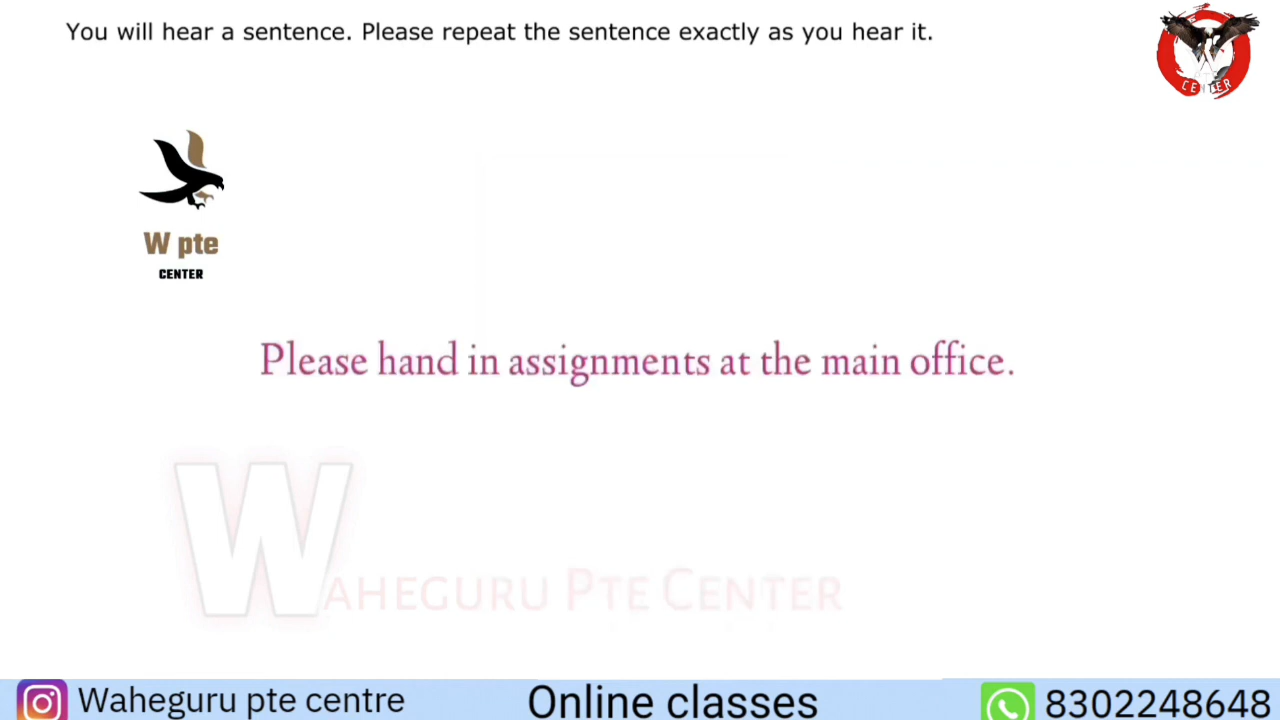 You will hear a sentence. Please repeat the sentence exactly as you hear it.
CENTER
W pte
CENTER
Please hand in assignments at the main office.
WAHEGURU PTE CENTER
Waheguru pte centre
Online classes
8302248648